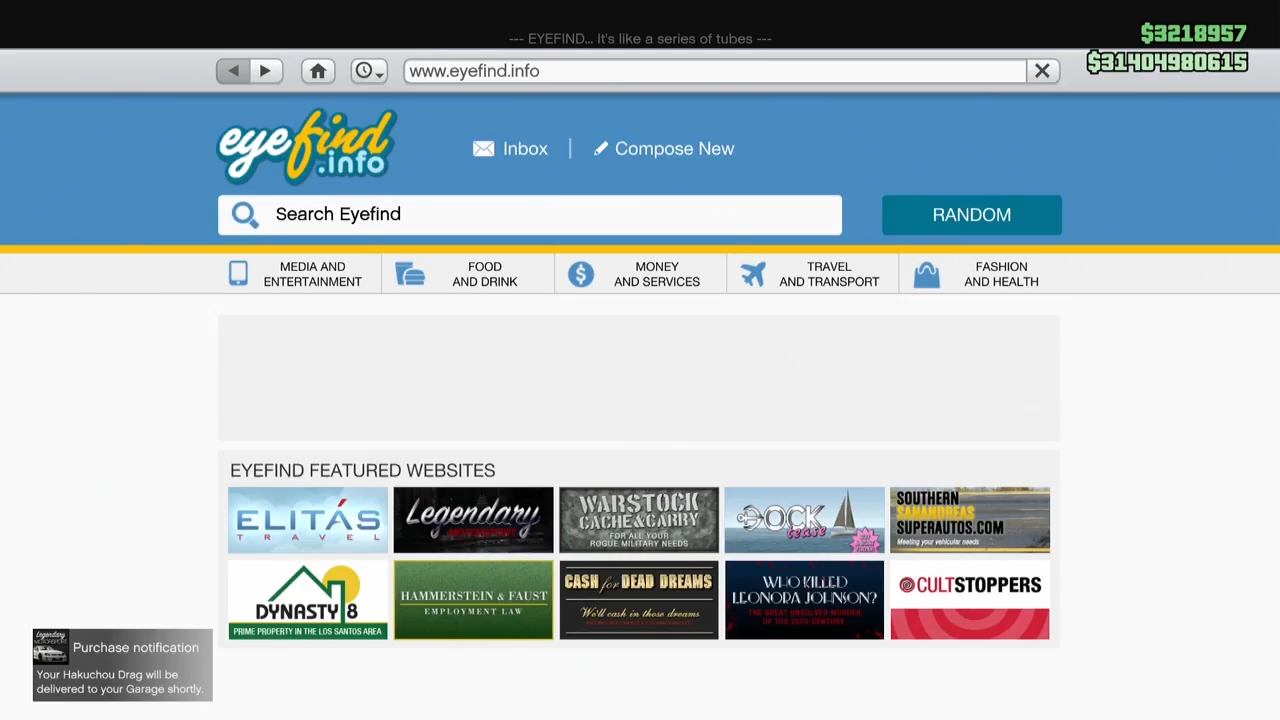 --- EYEFIND... It's like a series of tubes ---
$3218957
$31404980615
www.eyefind.info
eyefind
.info
Inbox
Compose New
Search Eyefind
RANDOM
MEDIA AND
ENTERTAINMENT
FOOD
AND DRINK
MONEY
AND SERVICES
TRAVEL
AND TRANSPORT
FASHION
AND HEALTH
EYEFIND FEATURED WEBSITES
ELITÁS
TRAVEL
Legendary
MOTORSPORT
WARSTOCK
CACHE&CARRY
FOR ALL YOUR
ROGUE MILITARY NEEDS
DOCK
tease
SOUTHERN
SANANDREAS
SUPERAUTOS.COM
Meeting your vehicular needs
DYNASTY 8
PRIME PROPERTY IN THE LOS SANTOS AREA
HAMMERSTEIN & FAUST
EMPLOYMENT LAW
CASH for DEAD DREAMS
We'll cash in those dreams
WHO KILLED
LEONORA JOHNSON?
THE GREAT UNSOLVED MURDER
OF THE 20TH CENTURY
CULTSTOPPERS
Legendary
MOTORSPORT
Purchase notification
Your Hakuchou Drag will be
delivered to your Garage shortly.